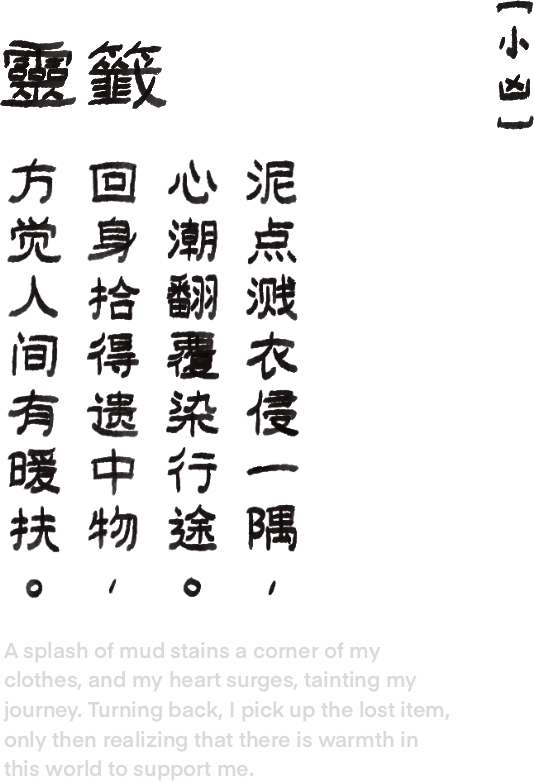 【小凶】
靈籤
泥点溅衣侵一隅，
心潮翻覆染行途。
回身拾得遗中物，
方觉人间有暖扶。
A splash of mud stains a corner of my
clothes, and my heart surges, tainting my
journey. Turning back, I pick up the lost item,
only then realizing that there is warmth in
this world to support me.